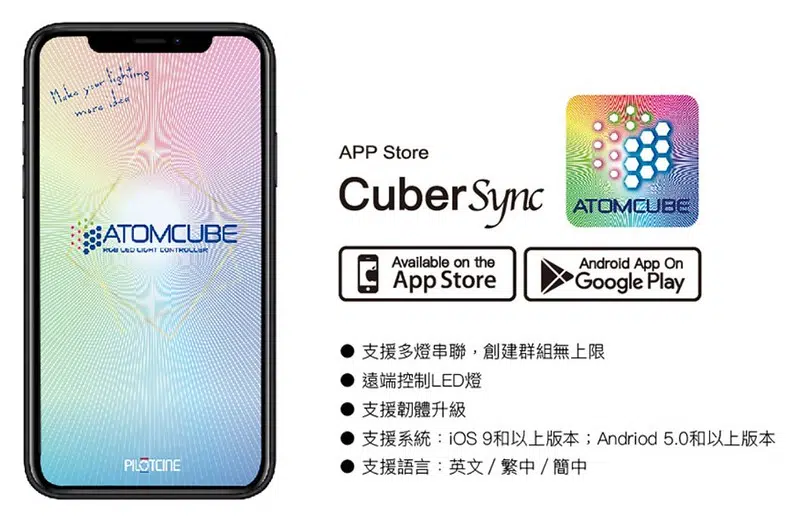 Make your lighting
more idea
ATOMCUBE
RGB LED LIGHT CONTROLLER
PILOTCINE
APP Store
CuberSync
ATOMCUBE
Available on the
App Store
Android App On
Google Play
● 支援多燈串聯，創建群組無上限
● 遠端控制LED燈
● 支援韌體升級
● 支援系統：iOS 9和以上版本；Andriod 5.0和以上版本
● 支援語言：英文 / 繁中 / 簡中